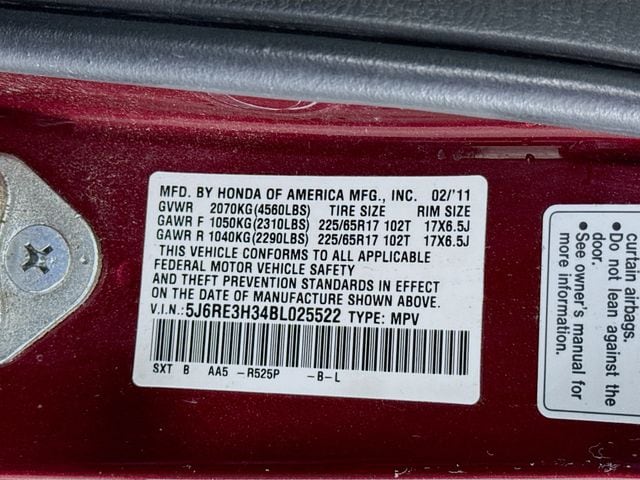 MFD. BY HONDA OF AMERICA MFG., INC. 02/'11
GVWR 2070KG(4560LBS) TIRE SIZE RIM SIZE
GAWR F 1050KG(2310LBS) 225/65R17 102T 17X6.5J
GAWR R 1040KG(2290LBS) 225/65R17 102T 17X6.5J
THIS VEHICLE CONFORMS TO ALL APPLICABLE
FEDERAL MOTOR VEHICLE SAFETY
AND THEFT PREVENTION STANDARDS IN EFFECT
ON THE DATE OF MANUFACTURE SHOWN ABOVE.
V.I.N.:5J6RE3H34BL025522 TYPE: MPV
SXT B AA5 -R525P -B-L
curtain airbags.
•Do not lean against the
door.
•See owner's manual for
more information.